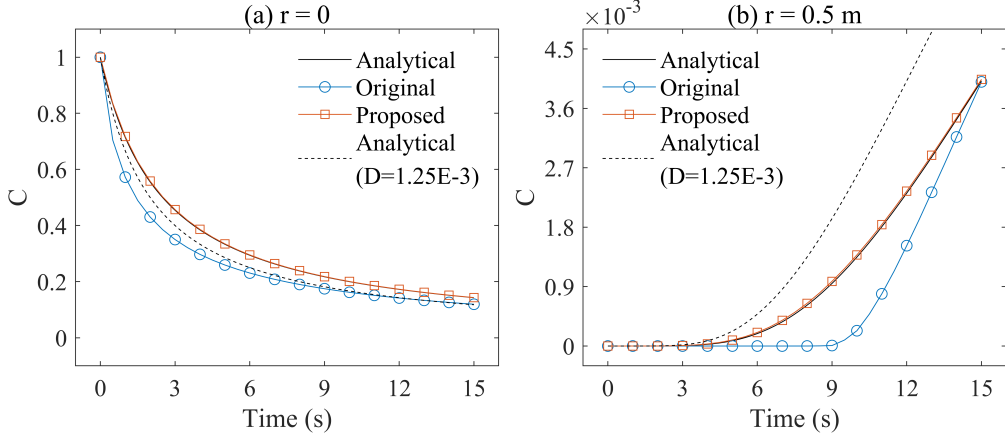 (a) r = 0
1
0.8
0.6
0.4
0.2
0
C
0
3
6
9
12
15
Time (s)
Analytical
Original
Proposed
Analytical
(D=1.25E-3)
×10⁻³
(b) r = 0.5 m
4.5
3.6
2.7
1.8
0.9
0
C
0
3
6
9
12
15
Time (s)
Analytical
Original
Proposed
Analytical
(D=1.25E-3)